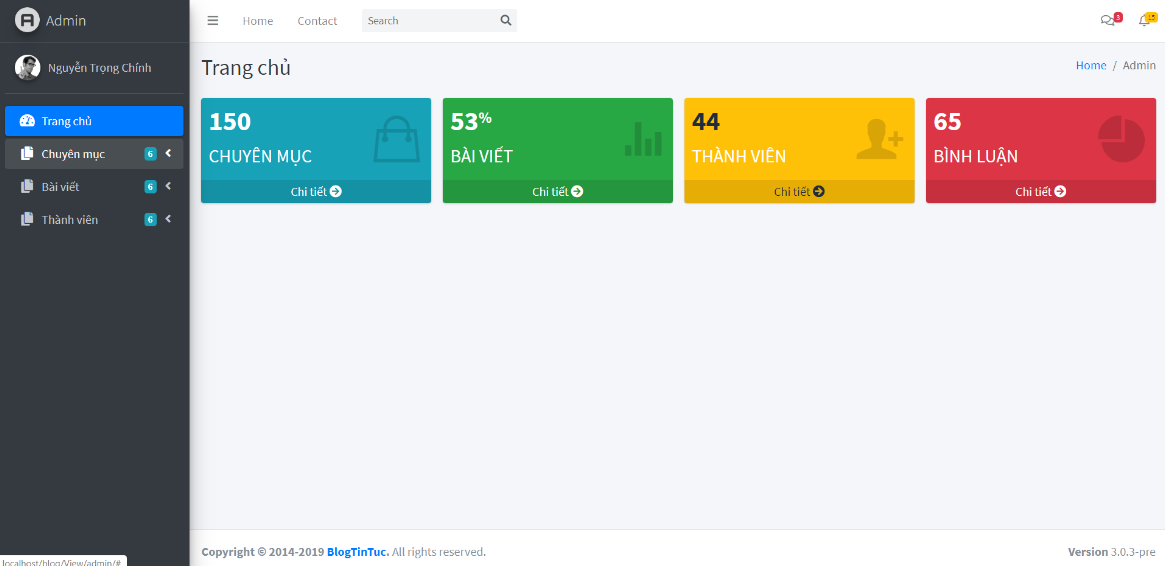 Admin
Home Contact Search 3 15
Nguyễn Trọng Chính
Trang chủ
Home / Admin
Trang chủ
Chuyên mục 6
Bài viết 6
Thành viên 6
150
CHUYÊN MỤC
Chi tiết
53%
BÀI VIẾT
Chi tiết
44
THÀNH VIÊN
Chi tiết
65
BÌNH LUẬN
Chi tiết
Copyright © 2014-2019 BlogTinTuc. All rights reserved.
Version 3.0.3-pre
localhost/blog/View/admin/#